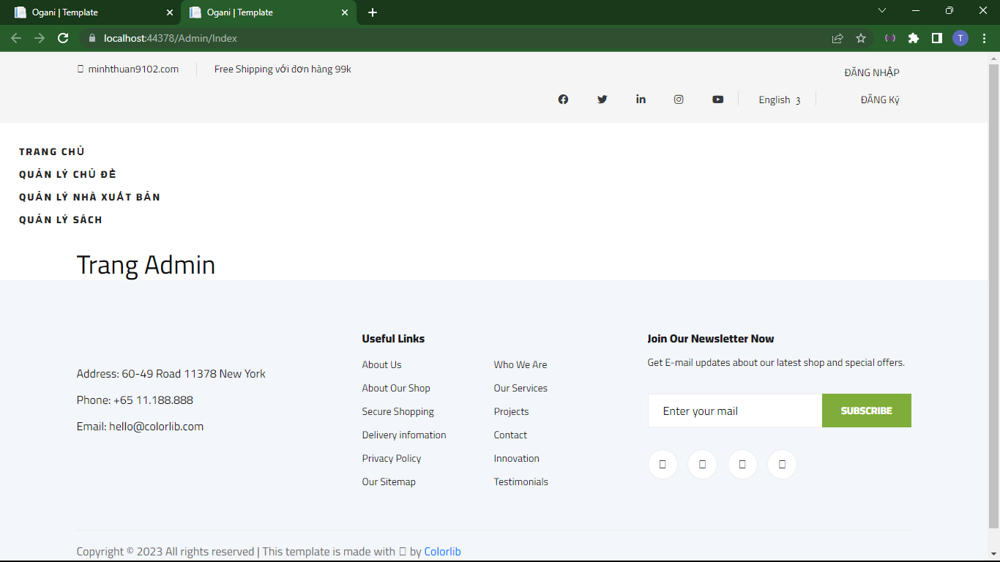 Ogani | Template
Ogani | Template
localhost:44378/Admin/Index
T
minhthuan9102.com
Free Shipping với đơn hàng 99k
ĐĂNG NHẬP
English 3
ĐĂNG Ký
TRANG CHỦ
QUẢN LÝ CHỦ ĐỀ
QUẢN LÝ NHÀ XUẤT BẢN
QUẢN LÝ SÁCH
Trang Admin
Address: 60-49 Road 11378 New York
Phone: +65 11.188.888
Email: hello@colorlib.com
Useful Links
About Us
About Our Shop
Secure Shopping
Delivery infomation
Privacy Policy
Our Sitemap
Who We Are
Our Services
Projects
Contact
Innovation
Testimonials
Join Our Newsletter Now
Get E-mail updates about our latest shop and special offers.
Enter your mail
SUBSCRIBE
Copyright © 2023 All rights reserved | This template is made with by Colorlib